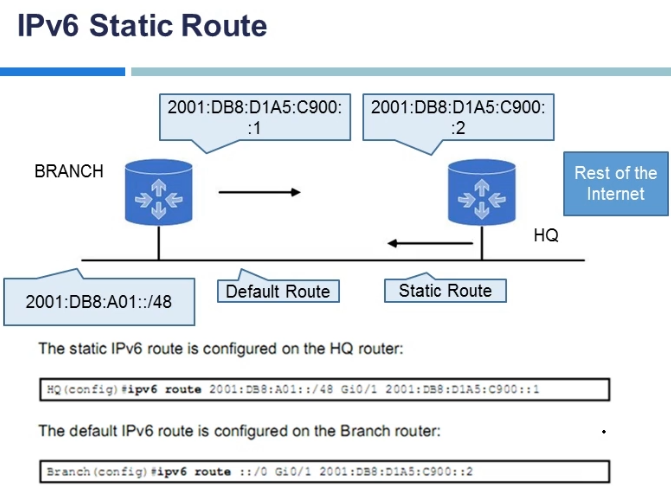 IPv6 Static Route
2001:DB8:D1A5:C900:
:1
2001:DB8:D1A5:C900:
:2
BRANCH
Rest of the
Internet
HQ
2001:DB8:A01::/48
Default Route
Static Route
The static IPv6 route is configured on the HQ router:
HQ(config)#ipv6 route 2001:DB8:A01::/48 Gi0/1 2001:DB8:D1A5:C900::1
The default IPv6 route is configured on the Branch router:
Branch(config)#ipv6 route ::/0 Gi0/1 2001:DB8:D1A5:C900::2